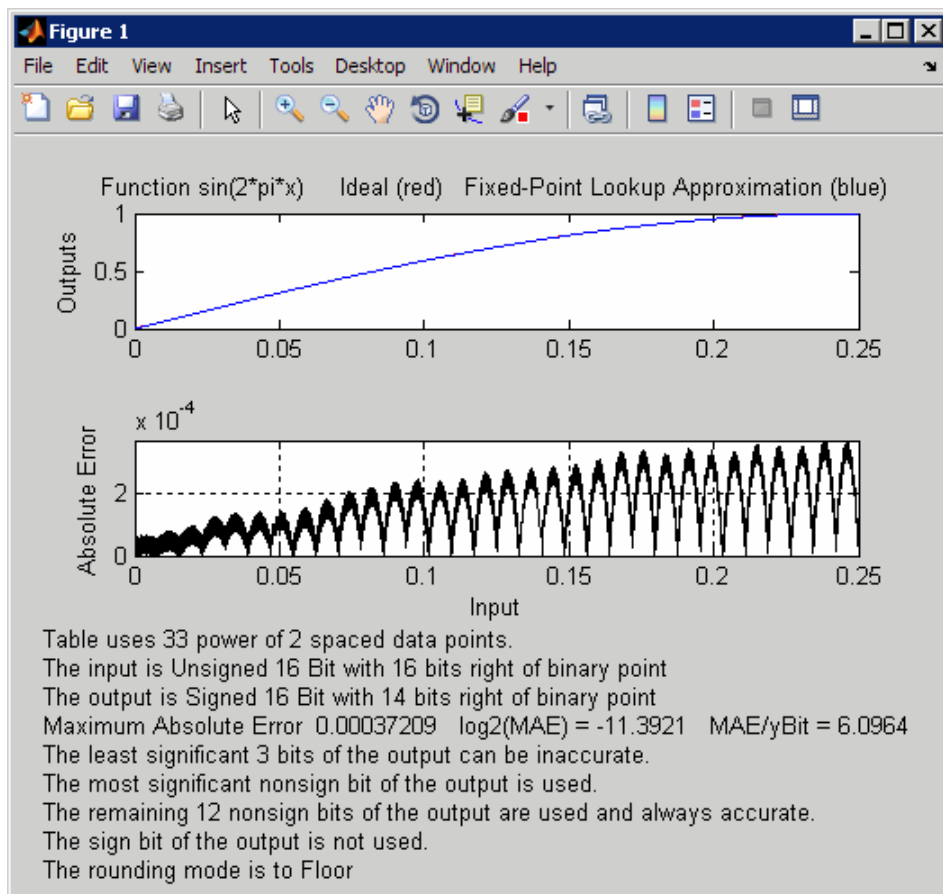 Figure 1
File Edit View Insert Tools Desktop Window Help
Function sin(2*pi*x) Ideal (red) Fixed-Point Lookup Approximation (blue)
Outputs
1
0.5
0
0 0.05 0.1 0.15 0.2 0.25
x 10-4
Absolute Error
2
0
0 0.05 0.1 0.15 0.2 0.25
Input
Table uses 33 power of 2 spaced data points.
The input is Unsigned 16 Bit with 16 bits right of binary point
The output is Signed 16 Bit with 14 bits right of binary point
Maximum Absolute Error 0.00037209 log2(MAE) = -11.3921 MAE/yBit = 6.0964
The least significant 3 bits of the output can be inaccurate.
The most significant nonsign bit of the output is used.
The remaining 12 nonsign bits of the output are used and always accurate.
The sign bit of the output is not used.
The rounding mode is to Floor